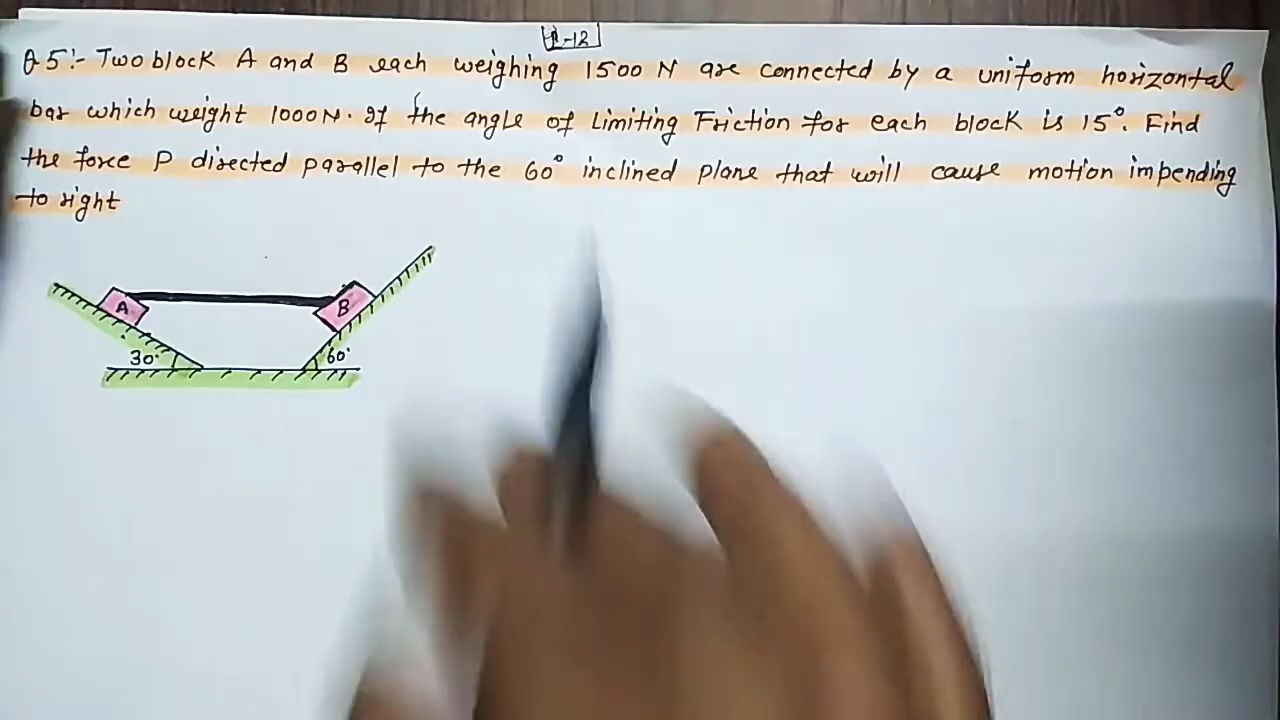 P-12
Q 5:- Two block A and B each weighing 1500 N are connected by a uniform horizontal
bar which weight 1000N. If the angle of Limiting Friction for each block is 15°. Find
the force P directed parallel to the 60° inclined plane that will cause motion impending
to right
A
B
30°
60°